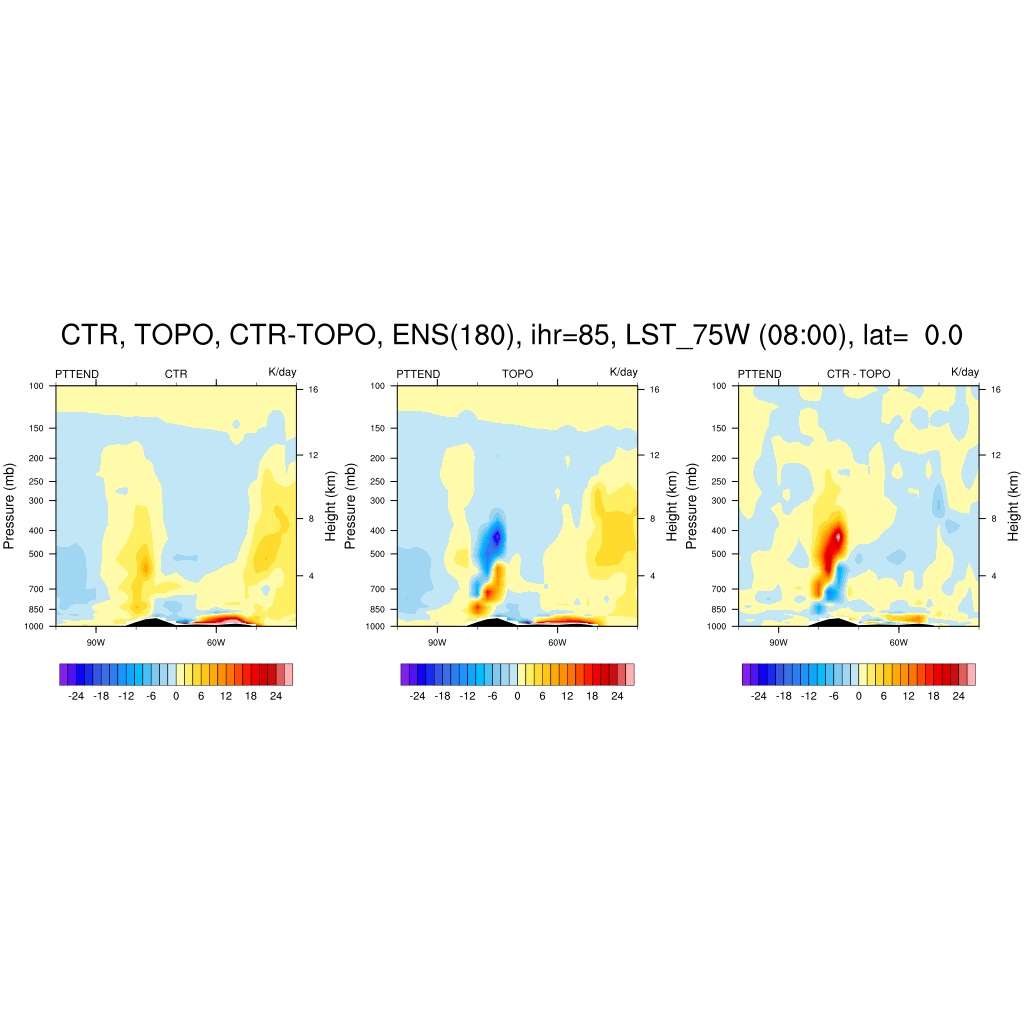 CTR, TOPO, CTR-TOPO, ENS(180), ihr=85, LST_75W (08:00), lat= 0.0
PTTEND CTR K/day
Pressure (mb)
100
150
200
250
300
400
500
700
850
1000
90W 60W
16
12
8
4
Height (km)
-24 -18 -12 -6 0 6 12 18 24
PTTEND TOPO K/day
Pressure (mb)
100
150
200
250
300
400
500
700
850
1000
90W 60W
16
12
8
4
Height (km)
-24 -18 -12 -6 0 6 12 18 24
PTTEND CTR - TOPO K/day
Pressure (mb)
100
150
200
250
300
400
500
700
850
1000
90W 60W
16
12
8
4
Height (km)
-24 -18 -12 -6 0 6 12 18 24